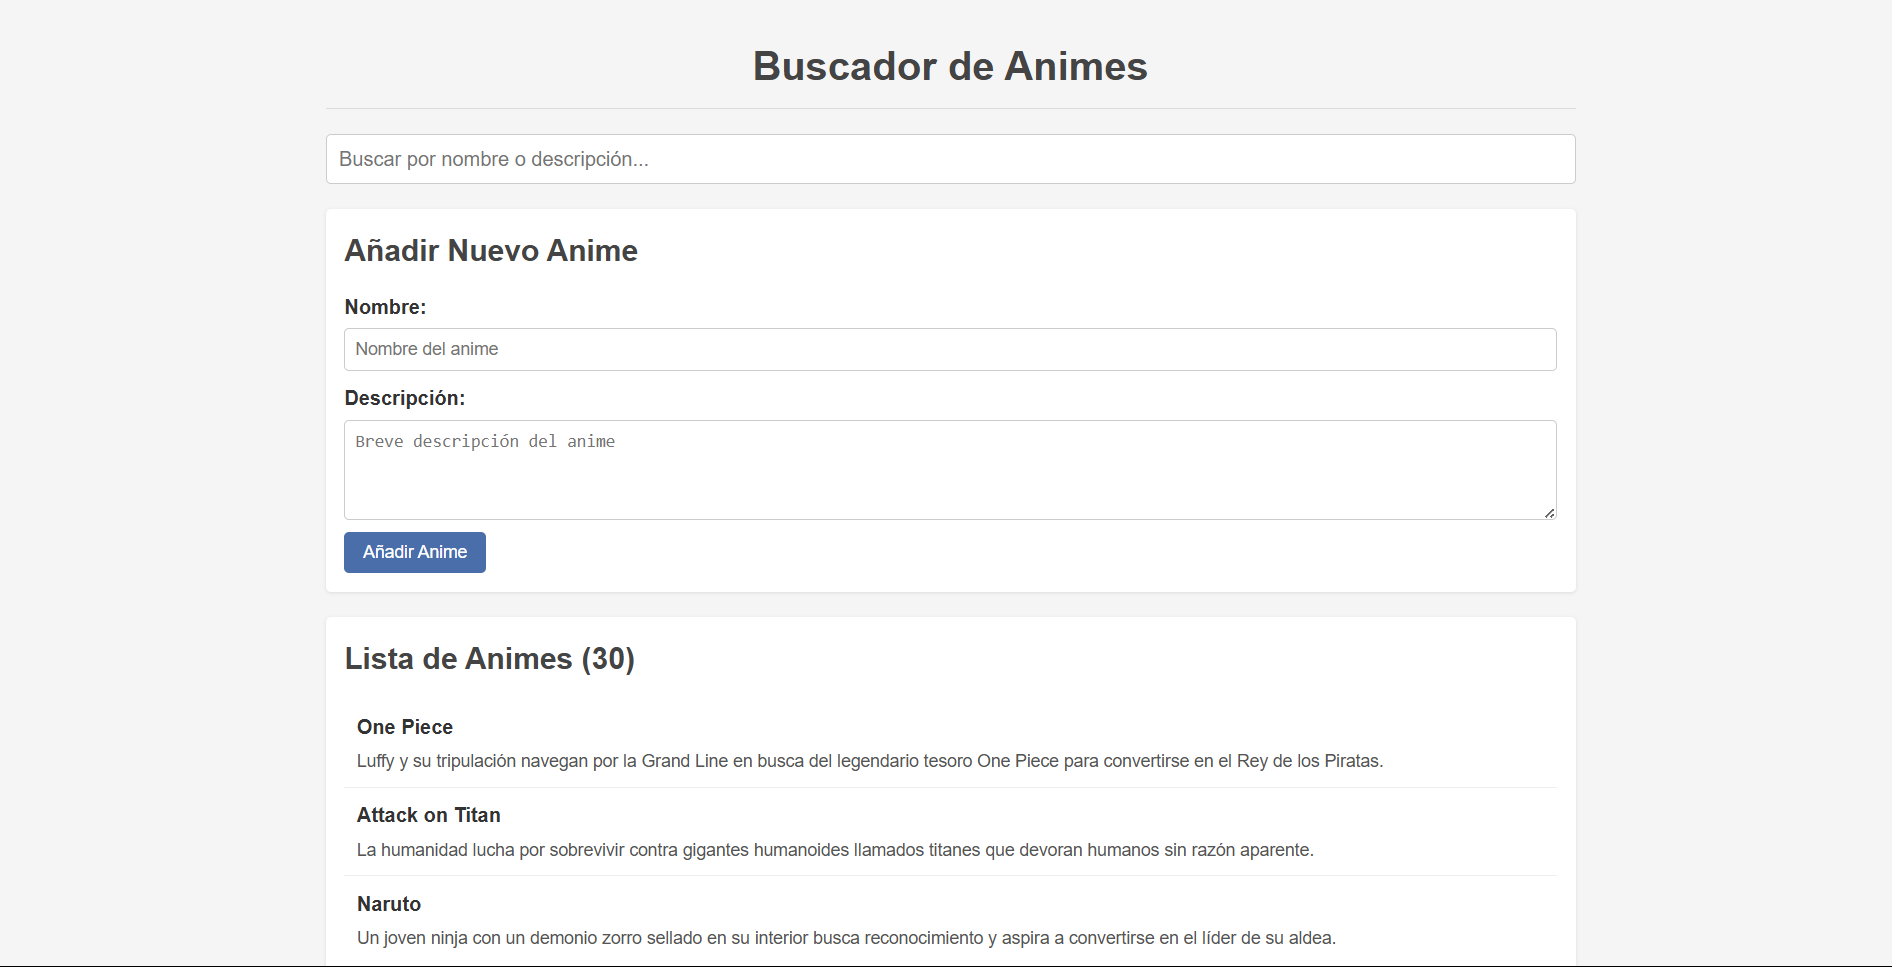 Buscador de Animes
Buscar por nombre o descripción...
Añadir Nuevo Anime
Nombre:
Nombre del anime
Descripción:
Breve descripción del anime
Añadir Anime
Lista de Animes (30)
One Piece
Luffy y su tripulación navegan por la Grand Line en busca del legendario tesoro One Piece para convertirse en el Rey de los Piratas.
Attack on Titan
La humanidad lucha por sobrevivir contra gigantes humanoides llamados titanes que devoran humanos sin razón aparente.
Naruto
Un joven ninja con un demonio zorro sellado en su interior busca reconocimiento y aspira a convertirse en el líder de su aldea.